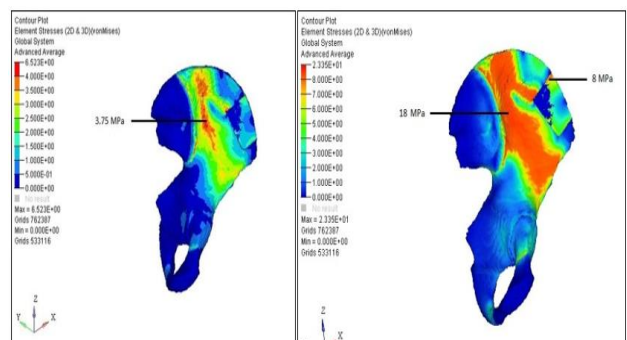 Contour Plot
Element Stresses (2D & 3D)(vonMises)
Global System
Advanced Average
6.523E+00
4.000E+00
3.500E+00
3.000E+00
2.500E+00
2.000E+00
1.500E+00
1.000E+00
5.000E-01
0.000E+00
No result
Max = 6.523E+00
Grids 762387
Min = 0.000E+00
Grids 533116
3.75 MPa
Z
Y
X
Contour Plot
Element Stresses (2D & 3D)(vonMises)
Global System
Advanced Average
2.335E+01
8.000E+00
7.000E+00
6.000E+00
5.000E+00
4.000E+00
3.000E+00
2.000E+00
1.000E+00
0.000E+00
No result
Max = 2.335E+01
Grids 762387
Min = 0.000E+00
Grids 533116
8 MPa
18 MPa
Z
X